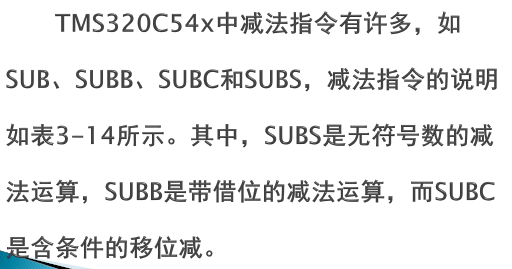 TMS320C54x中减法指令有许多，如
SUB、SUBB、SUBC和SUBS，减法指令的说明
如表3-14所示。其中，SUBS是无符号数的减
法运算，SUBB是带借位的减法运算，而SUBC
是含条件的移位减。